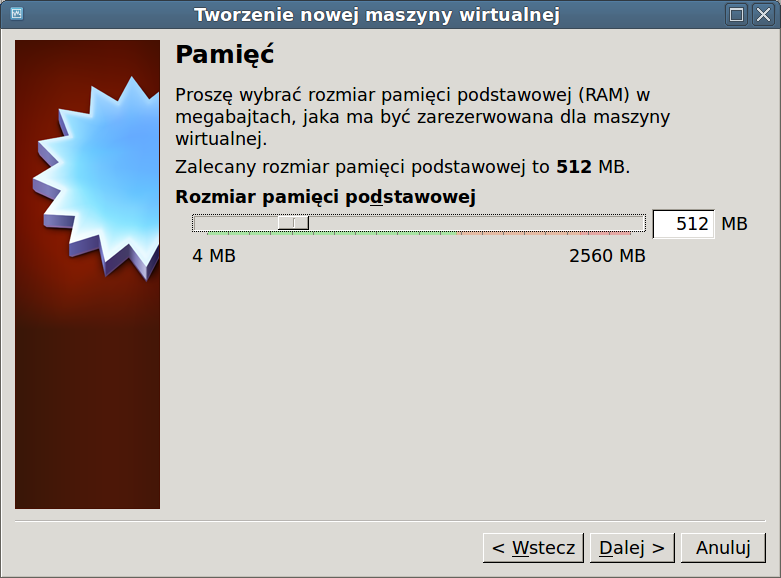 Tworzenie nowej maszyny wirtualnej
Pamięć
Proszę wybrać rozmiar pamięci podstawowej (RAM) w
megabajtach, jaka ma być zarezerwowana dla maszyny
wirtualnej.
Zalecany rozmiar pamięci podstawowej to 512 MB.
Rozmiar pamięci podstawowej
512 MB
4 MB 2560 MB
< Wstecz Dalej > Anuluj